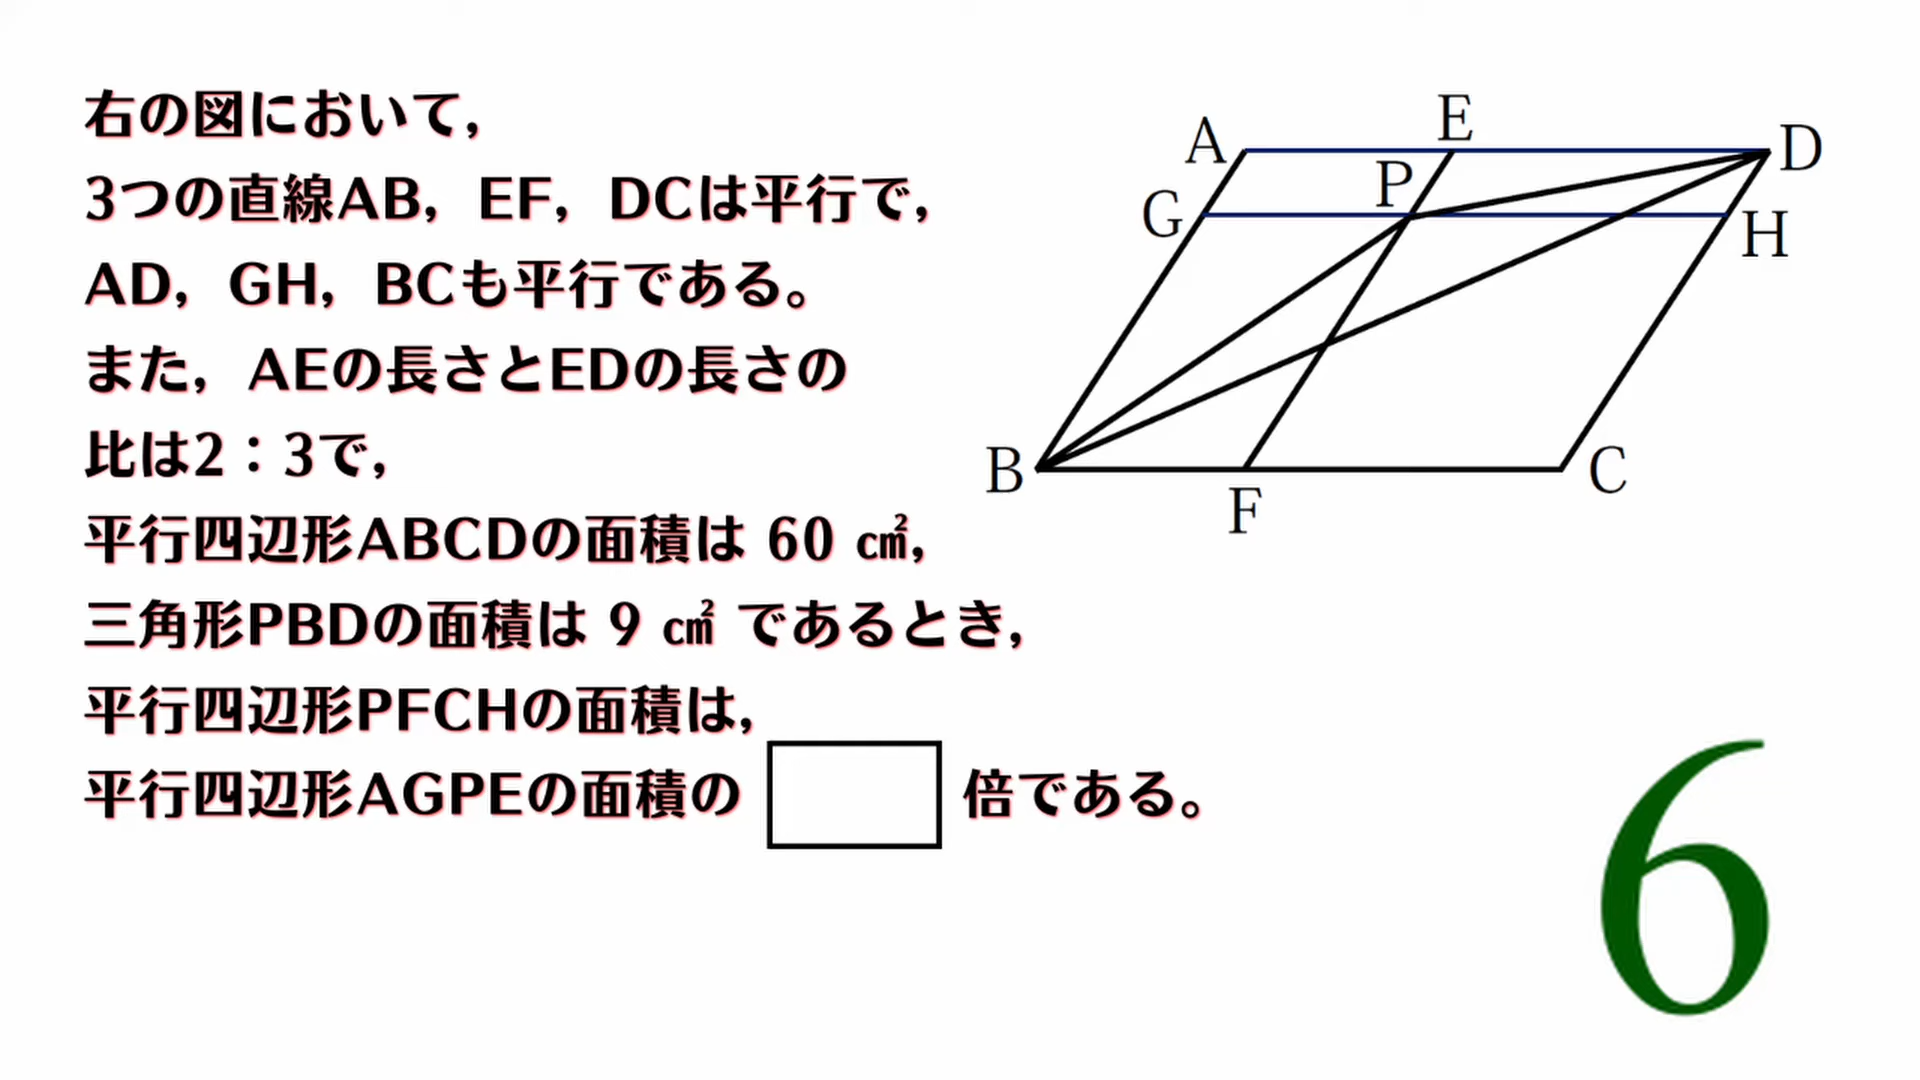 右の図において，
3つの直線AB，EF，DCは平行で，
AD，GH，BCも平行である。
また，AEの長さとEDの長さの
比は2：3で，
平行四辺形ABCDの面積は 60 ㎠，
三角形PBDの面積は 9 ㎠ であるとき，
平行四辺形PFCHの面積は，
平行四辺形AGPEの面積の 倍である。
A
E
D
P
G
H
B
C
F
6